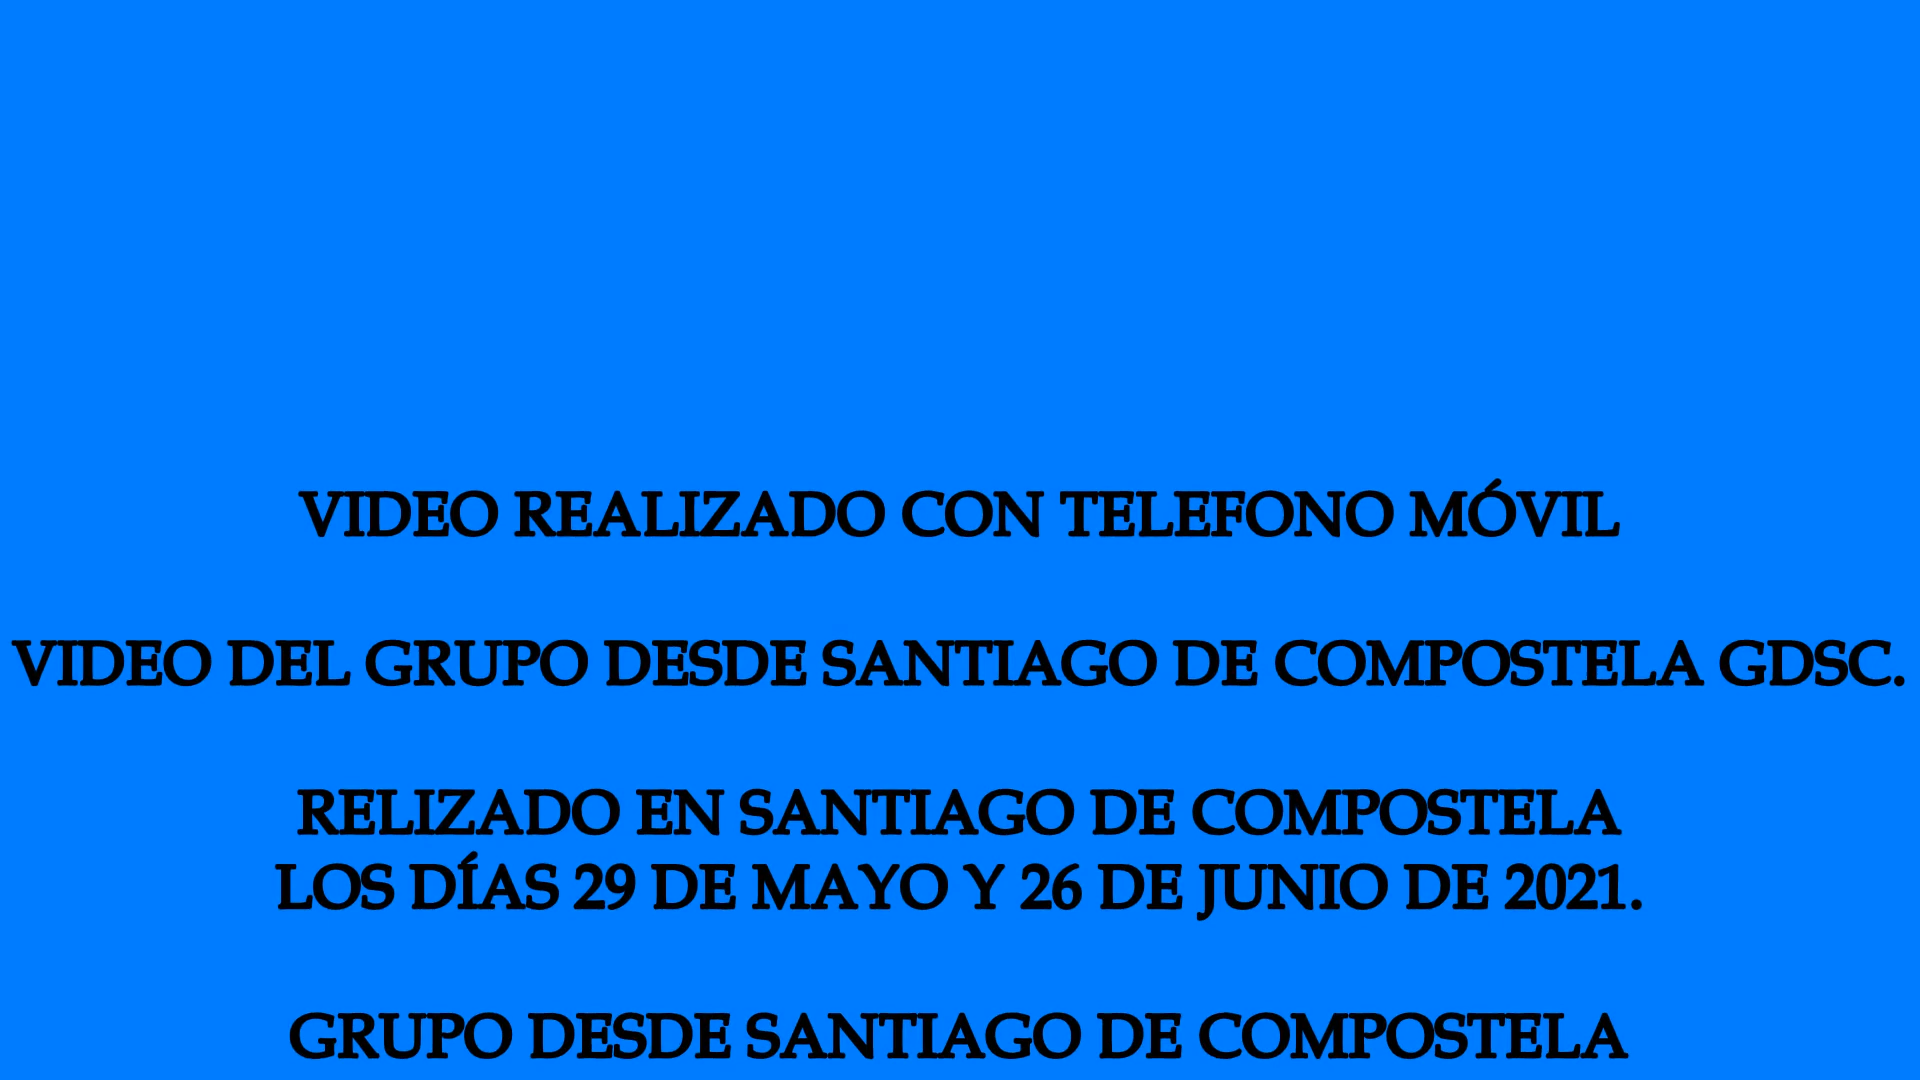 VIDEO REALIZADO CON TELEFONO MÓVIL
VIDEO DEL GRUPO DESDE SANTIAGO DE COMPOSTELA GDSC.
RELIZADO EN SANTIAGO DE COMPOSTELA
LOS DÍAS 29 DE MAYO Y 26 DE JUNIO DE 2021.
GRUPO DESDE SANTIAGO DE COMPOSTELA